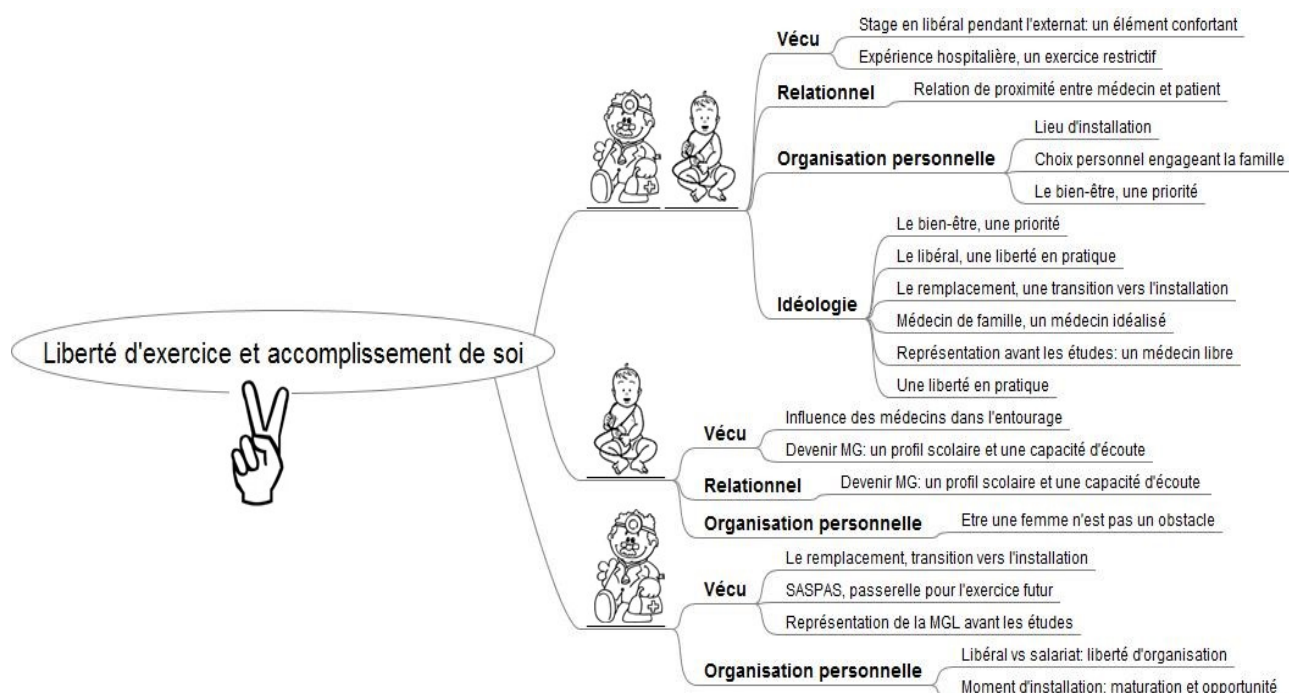 Liberté d'exercice et accomplissement de soi
Vécu
Stage en libéral pendant l'externat: un élément confortant
Expérience hospitalière, un exercice restrictif
Relationnel
Relation de proximité entre médecin et patient
Organisation personnelle
Lieu d'installation
Choix personnel engageant la famille
Le bien-être, une priorité
Idéologie
Le bien-être, une priorité
Le libéral, une liberté en pratique
Le remplacement, une transition vers l'installation
Médecin de famille, un médecin idéalisé
Représentation avant les études: un médecin libre
Une liberté en pratique
Vécu
Influence des médecins dans l'entourage
Devenir MG: un profil scolaire et une capacité d'écoute
Relationnel
Devenir MG: un profil scolaire et une capacité d'écoute
Organisation personnelle
Etre une femme n'est pas un obstacle
Vécu
Le remplacement, transition vers l'installation
SASPAS, passerelle pour l'exercice futur
Représentation de la MGL avant les études
Organisation personnelle
Libéral vs salariat: liberté d'organisation
Moment d'installation: maturation et opportunité